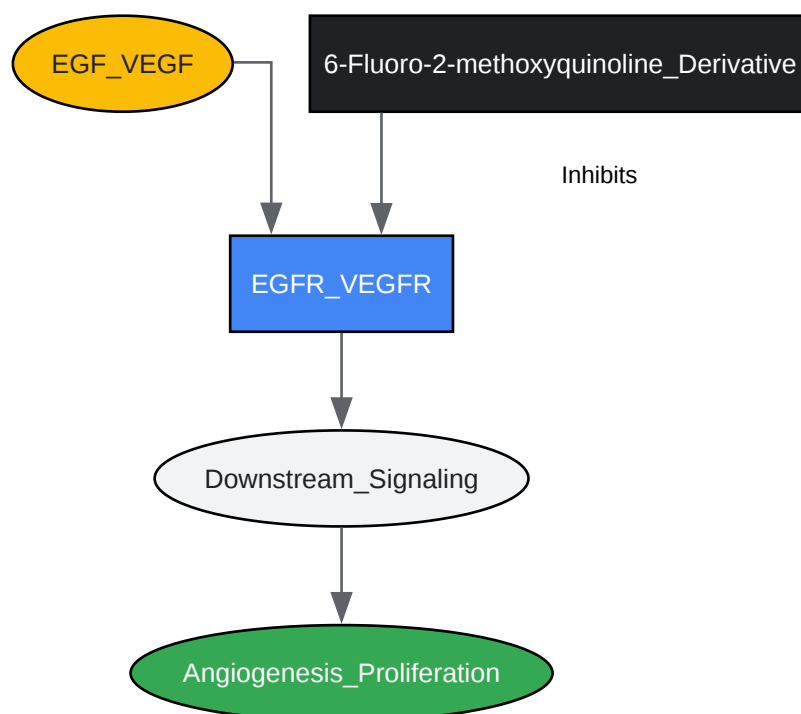 EGF_VEGF
6-Fluoro-2-methoxyquinoline_Derivative
Inhibits
EGFR_VEGFR
Downstream_Signaling
Angiogenesis_Proliferation